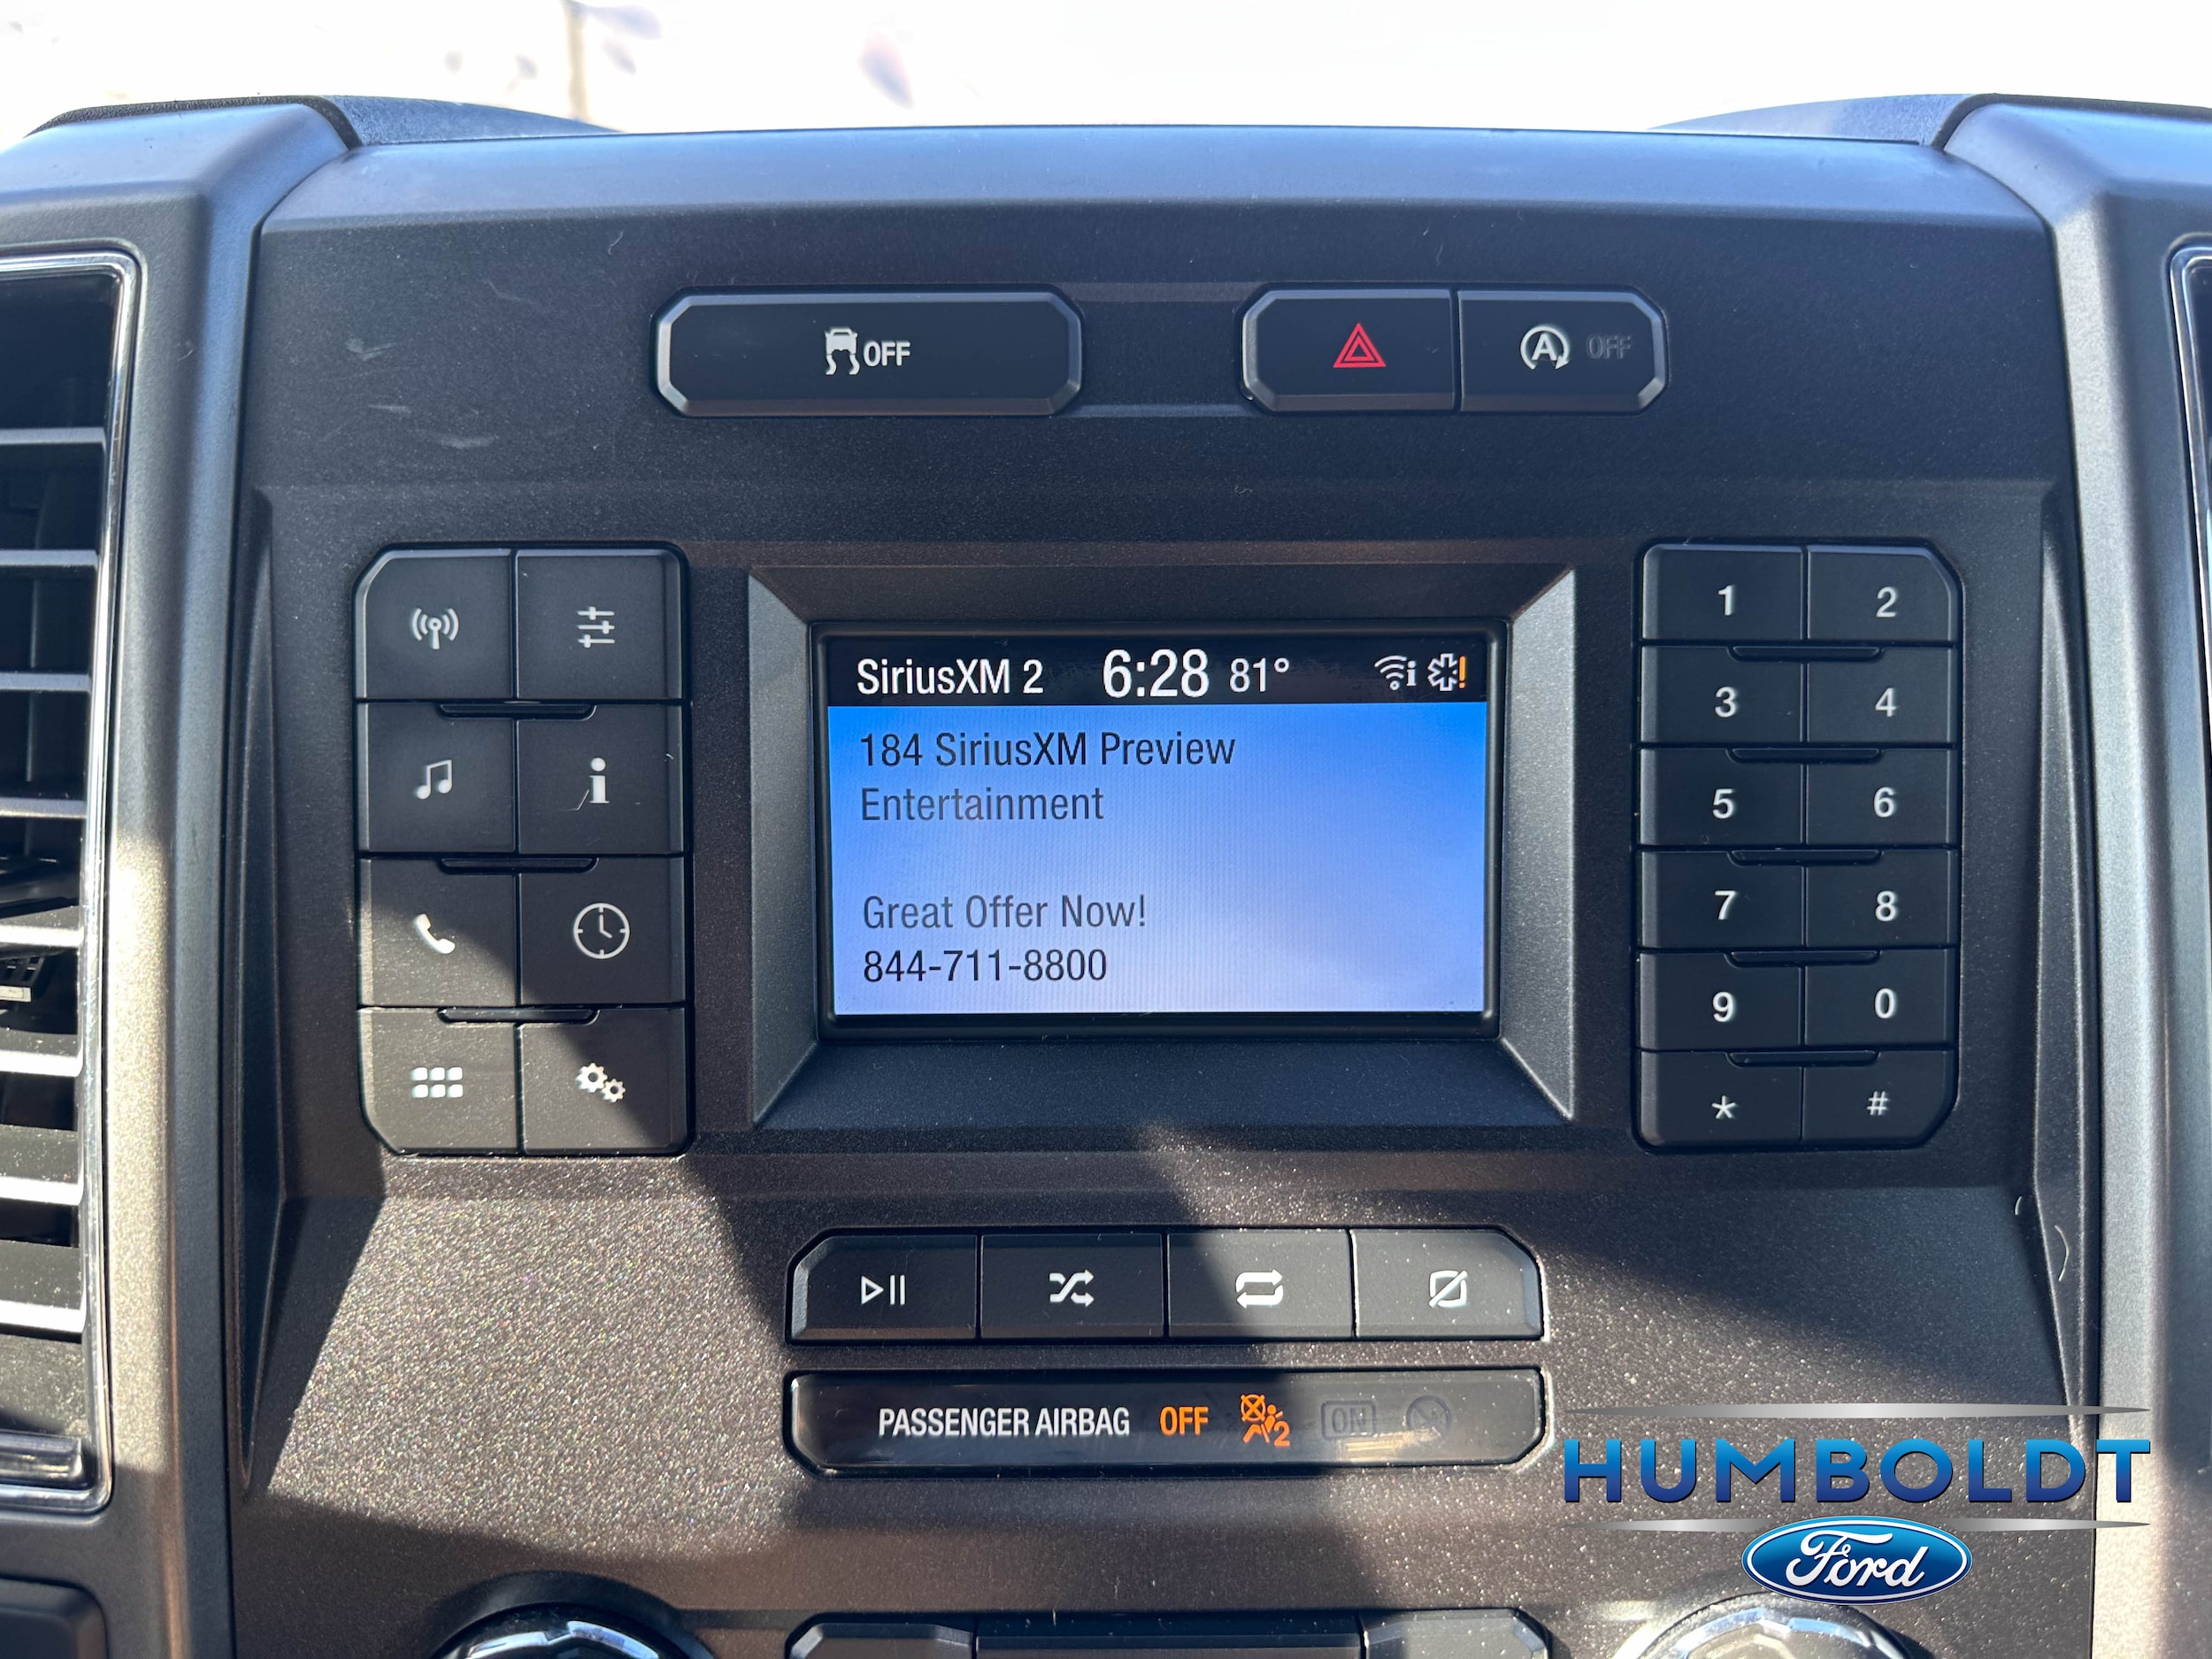 OFF
A OFF
SiriusXM 2 6:28 81° i !
184 SiriusXM Preview
Entertainment
Great Offer Now!
844-711-8800
i
1 2
3 4
5 6
7 8
9 0
* #
PASSENGER AIRBAG OFF 2 ON
HUMBOLDT
Ford